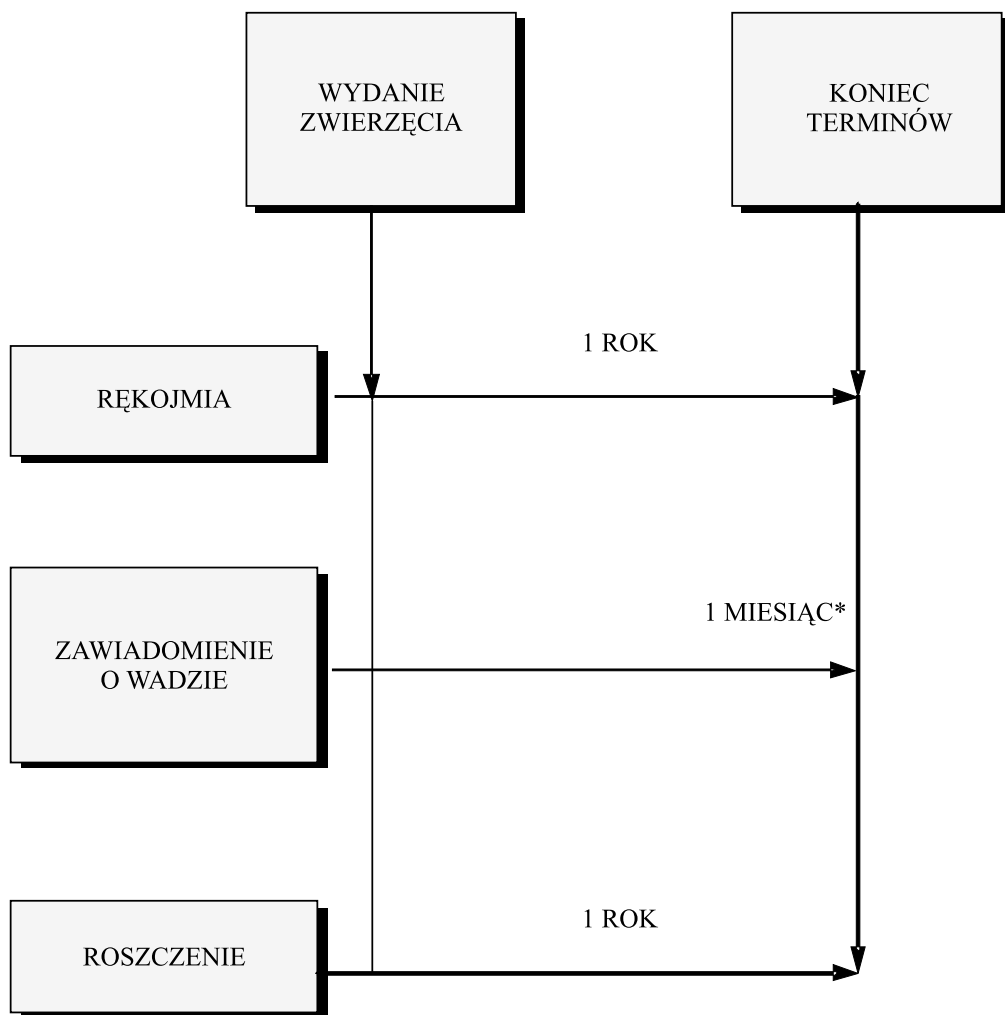 WYDANIE
ZWIERZĘCIA
KONIEC
TERMINÓW
1 ROK
RĘKOJMIA
1 MIESIĄC*
ZAWIADOMIENIE
O WADZIE
1 ROK
ROSZCZENIE